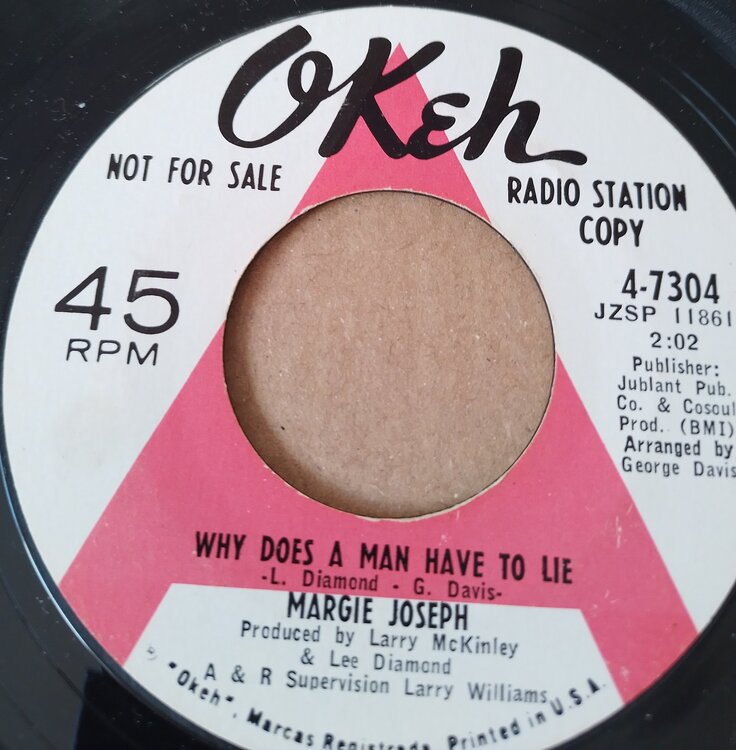 OKeh
NOT FOR SALE
RADIO STATION
COPY
45
RPM
4-7304
JZSP 11861
2:02
Publisher:
Jublant Pub.
Co. & Cosoul
Prod. (BMI)
Arranged by
George Davis
WHY DOES A MAN HAVE TO LIE
-L. Diamond - G. Davis-
MARGIE JOSEPH
Produced by Larry McKinley
& Lee Diamond
A & R Supervision Larry Williams
"Okeh", Marcas Registrada. Printed in U.S.A.